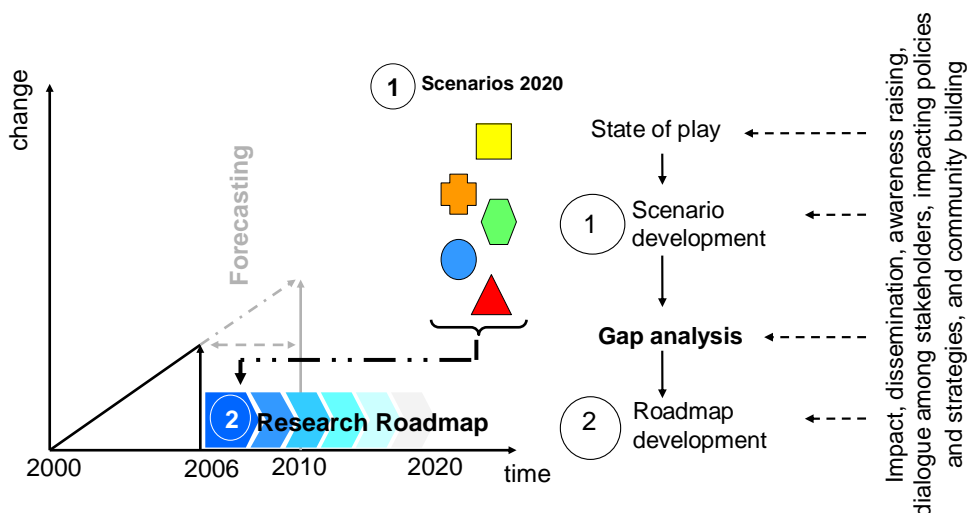 change
Forecasting
1
Scenarios 2020
2
Research Roadmap
2000
2006
2010
2020
time
State of play
1
Scenario
development
Gap analysis
2
Roadmap
development
Impact, dissemination, awareness raising,
dialogue among stakeholders, impacting policies
and strategies, and community building